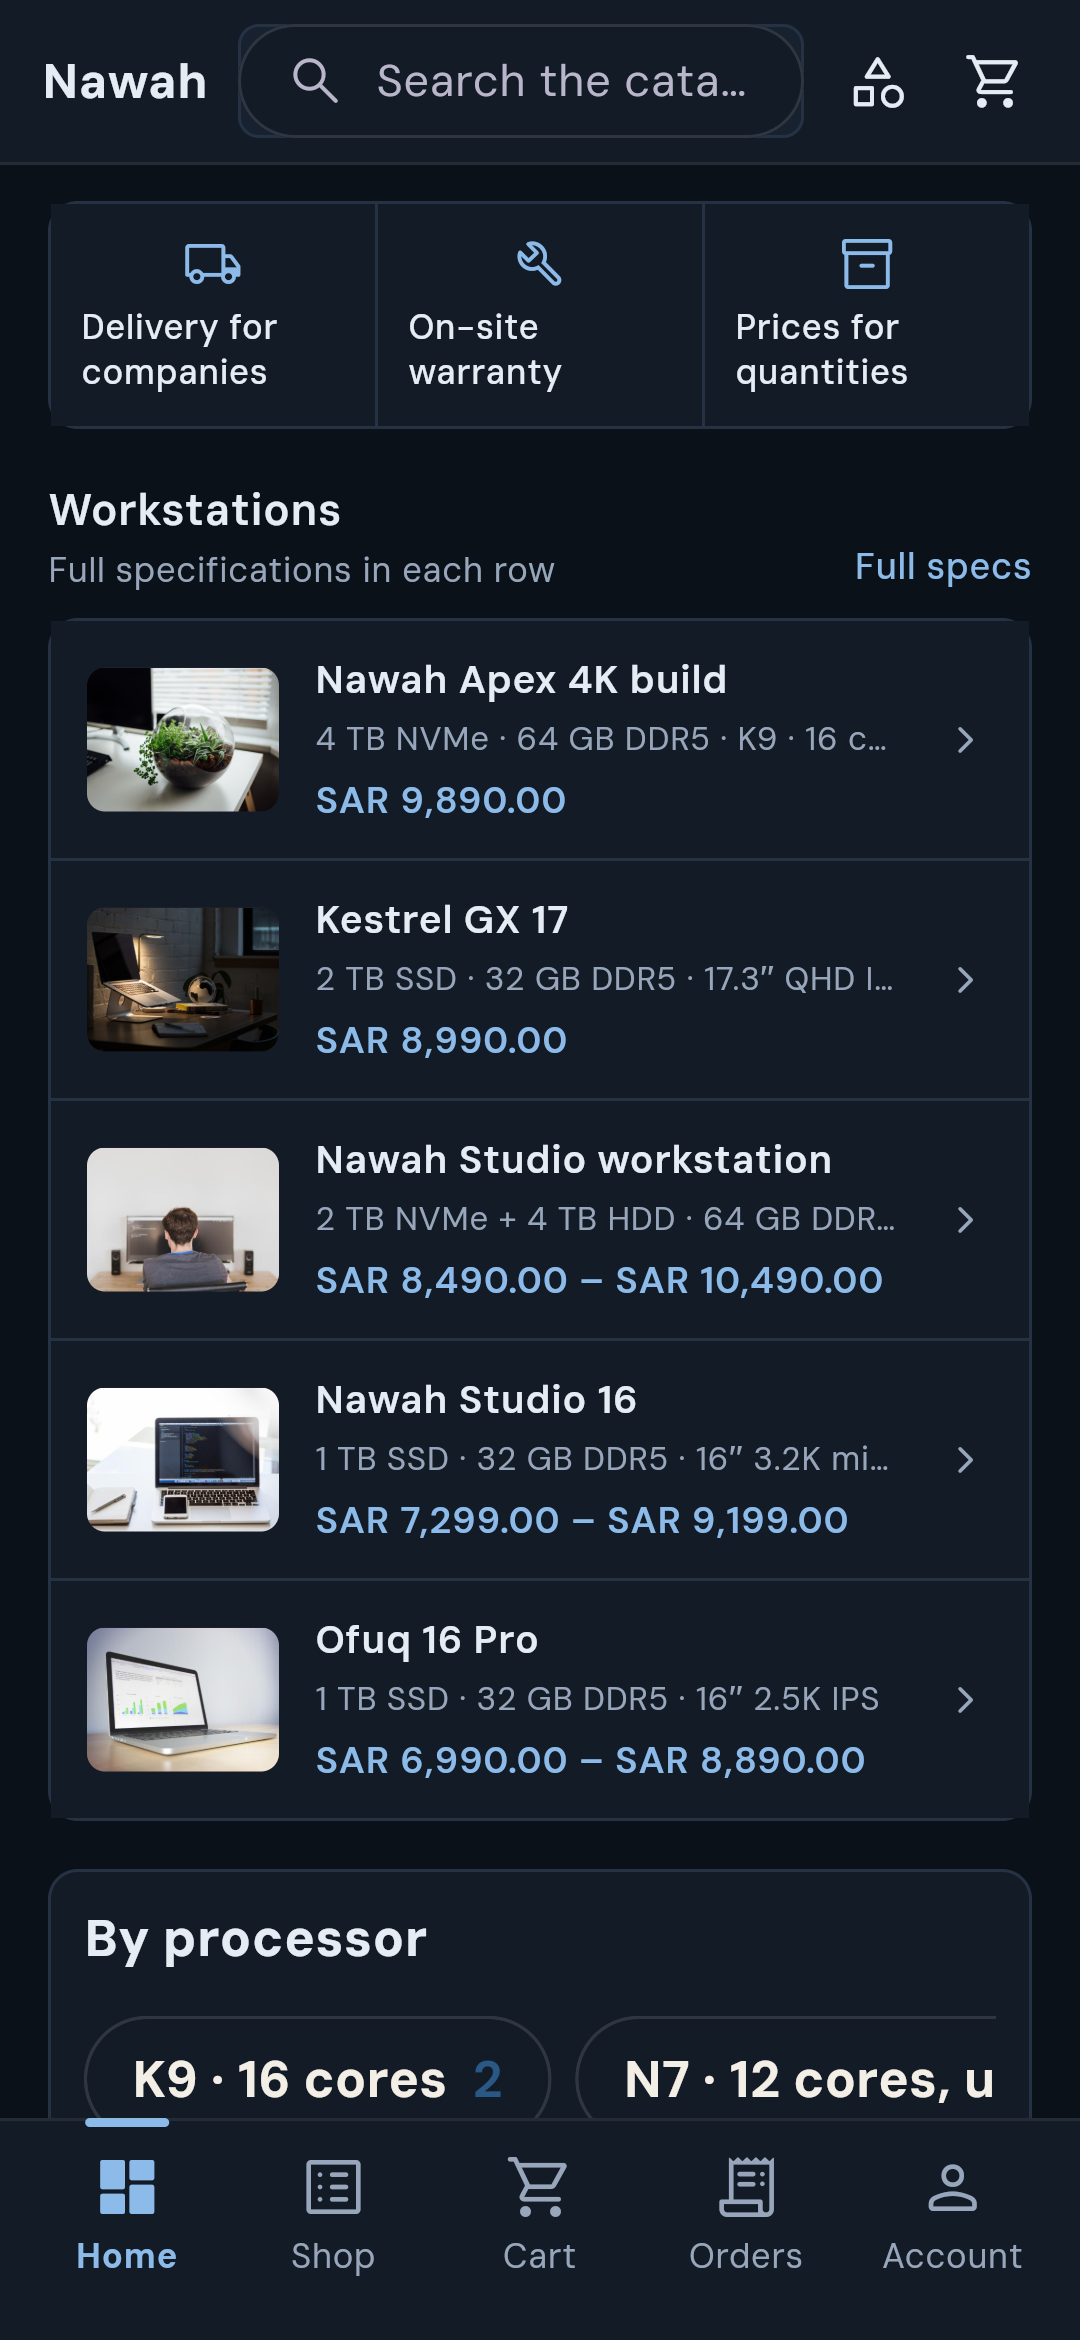 Nawah
Search the cata...
Delivery for
companies
On-site
warranty
Prices for
quantities
Workstations
Full specifications in each row
Full specs
Nawah Apex 4K build
4 TB NVMe · 64 GB DDR5 · K9 · 16 c...
SAR 9,890.00
Kestrel GX 17
2 TB SSD · 32 GB DDR5 · 17.3″ QHD I...
SAR 8,990.00
Nawah Studio workstation
2 TB NVMe + 4 TB HDD · 64 GB DDR...
SAR 8,490.00 – SAR 10,490.00
Nawah Studio 16
1 TB SSD · 32 GB DDR5 · 16″ 3.2K mi...
SAR 7,299.00 – SAR 9,199.00
Ofuq 16 Pro
1 TB SSD · 32 GB DDR5 · 16″ 2.5K IPS
SAR 6,990.00 – SAR 8,890.00
By processor
K9 · 16 cores 2
N7 · 12 cores, u
Home
Shop
Cart
Orders
Account